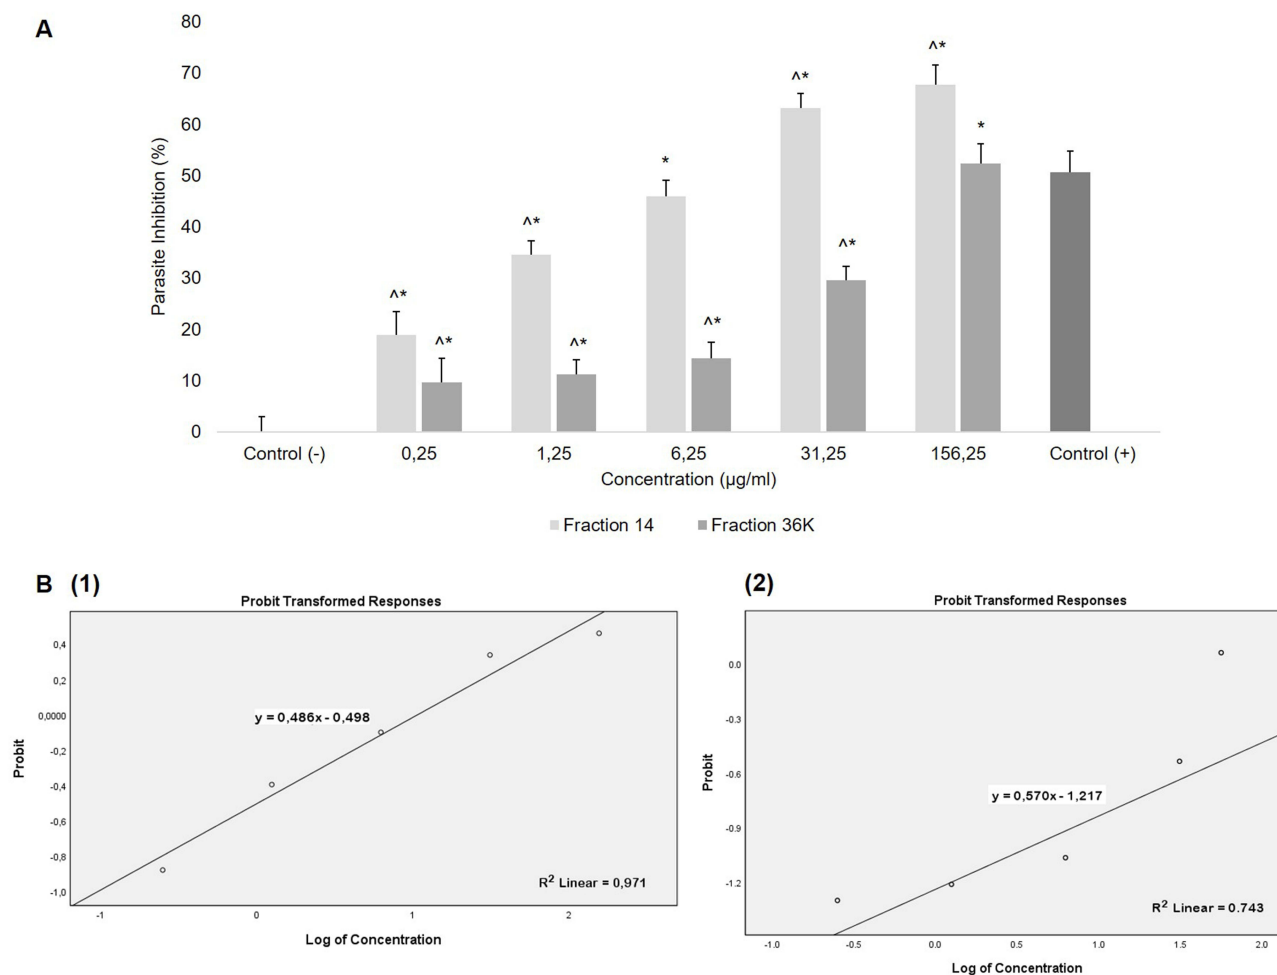 A
Parasite Inhibition (%)
80
70
60
50
40
30
20
10
0
^*
^*
^*
^*
*
^*
^*
^*
^*
*
Control (-)
0,25
1,25
6,25
31,25
156,25
Control (+)
Concentration (µg/ml)
Fraction 14
Fraction 36K
B (1)
Probit Transformed Responses
Probit
0,4
0,2
0,0000
-0,2
-0,4
-0,6
-0,8
-1,0
y = 0,486x - 0,498
R² Linear = 0,971
-1
0
1
2
Log of Concentration
(2)
Probit Transformed Responses
Probit
0.0
-0.3
-0.6
-0.9
-1.2
y = 0,570x - 1,217
R² Linear = 0.743
-1.0
-0.5
0.0
0.5
1.0
1.5
2.0
Log of Concentration